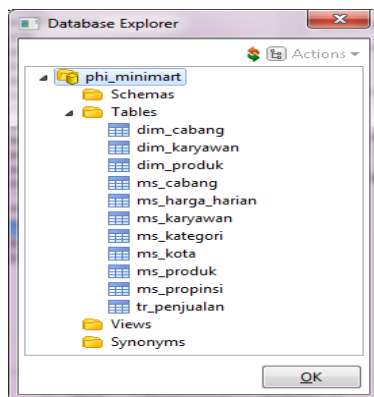 Database Explorer
Actions
phi_minimart
Schemas
Tables
dim_cabang
dim_karyawan
dim_produk
ms_cabang
ms_harga_harian
ms_karyawan
ms_kategori
ms_kota
ms_produk
ms_propinsi
tr_penjualan
Views
Synonyms
OK